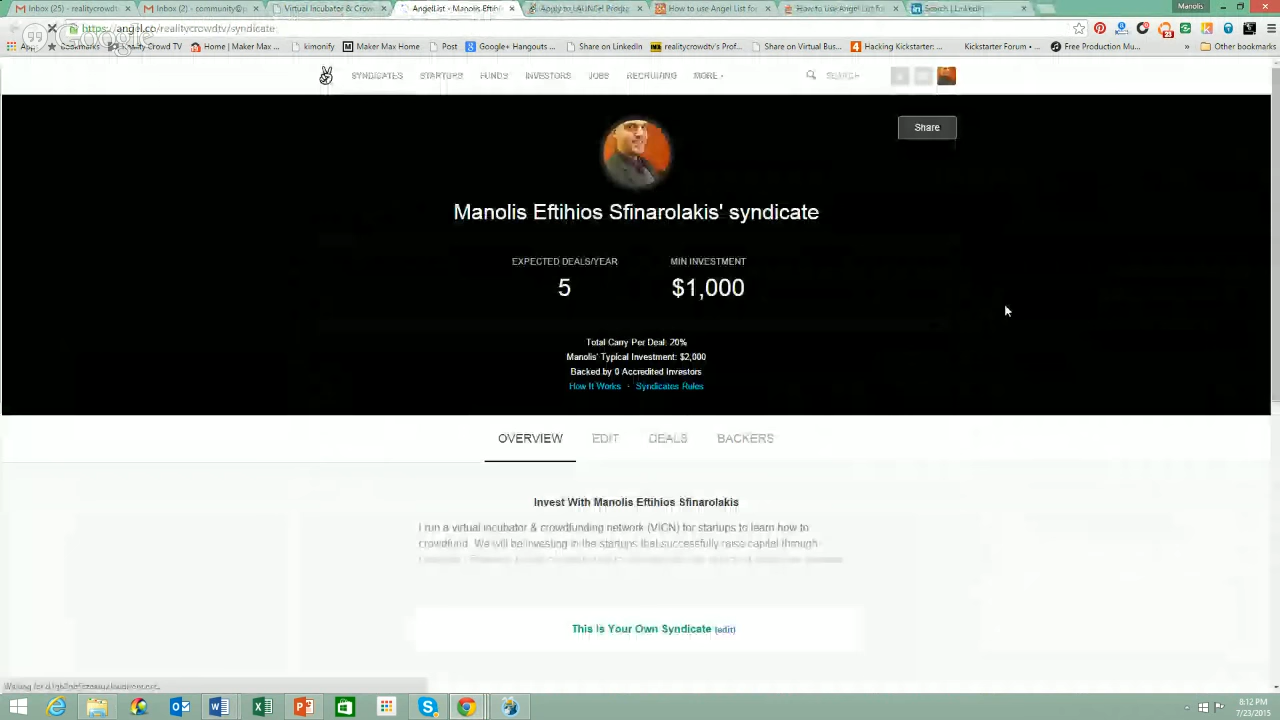 Inbox (25) - realitycrowdt
Inbox (2) - community@
Virtual Incubator & Crow
AngelList - Manolis Eftihi
Apply to LAUNCH
How to use Angel List for
How to use Angel List for
Search | LinkedIn
Manolis
https://angel.co/realitycrowdtv/syndicate
Google
Apps
Crowd TV
Home | Maker Max
kimonify
Maker Max Home
Post
Google+ Hangouts
Share on LinkedIn
realitycrowdtv's Prof...
Share on Virtual Bus...
Hacking Kickstarter:
Kickstarter Forum •
Free Production Mu...
Other bookmarks
SYNDICATES STARTUPS FUNDS INVESTORS JOBS RECRUITING MORE
SEARCH
Share
Manolis Eftihios Sfinarolakis' syndicate
EXPECTED DEALS/YEAR MIN INVESTMENT
5 $1,000
Total Carry Per Deal: 20%
Manolis' Typical Investment: $2,000
Backed by 0 Accredited Investors
How It Works · Syndicates Rules
OVERVIEW EDIT DEALS BACKERS
Invest With Manolis Eftihios Sfinarolakis
I run a virtual incubator & crowdfunding network (VICN) for startups to learn how to
crowdfund. We will be investing in the startups that successfully raise capital through
This Is Your Own Syndicate (edit)
8:12 PM
7/23/2015